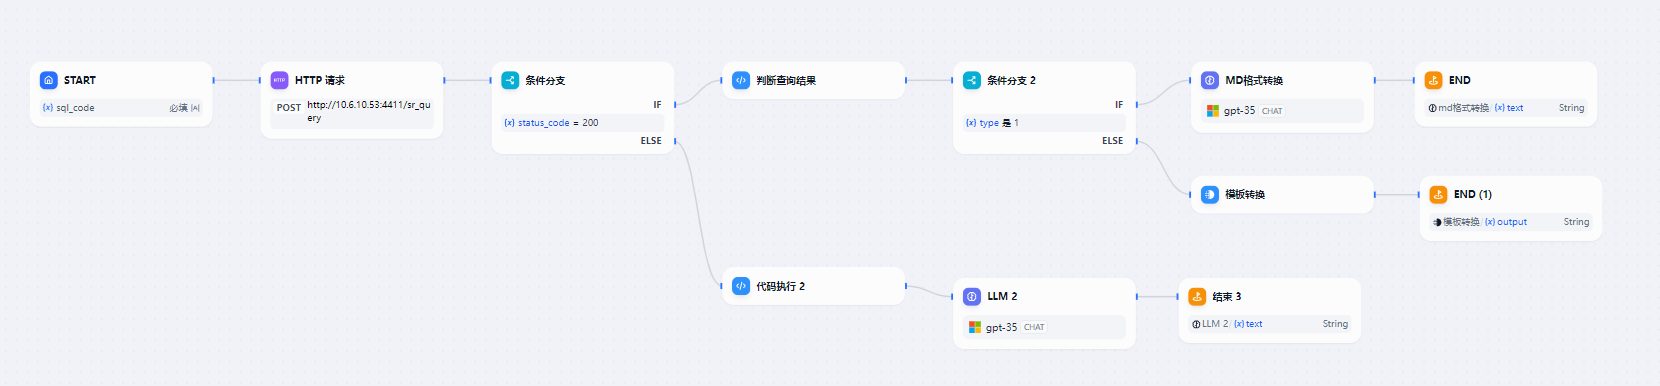 START
{x} sql_code 必填
HTTP 请求
POST http://10.6.10.53:4411/sr_qu
ery
条件分支
IF
{x} status_code = 200
ELSE
判断查询结果
条件分支 2
IF
{x} type 是 1
ELSE
MD格式转换
gpt-35 CHAT
END
md格式转换/ {x} text String
模板转换
END (1)
模板转换/ {x} output String
代码执行 2
LLM 2
gpt-35 CHAT
结束 3
LLM 2/ {x} text String